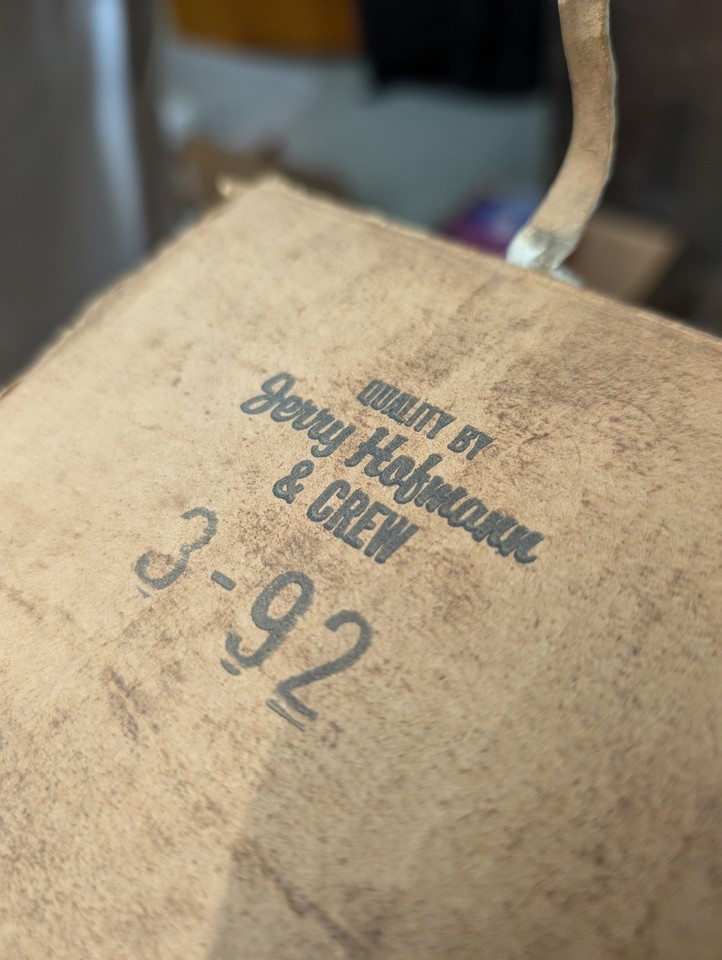 QUALITY BY
Jerry Hofmann
& CREW
3-92